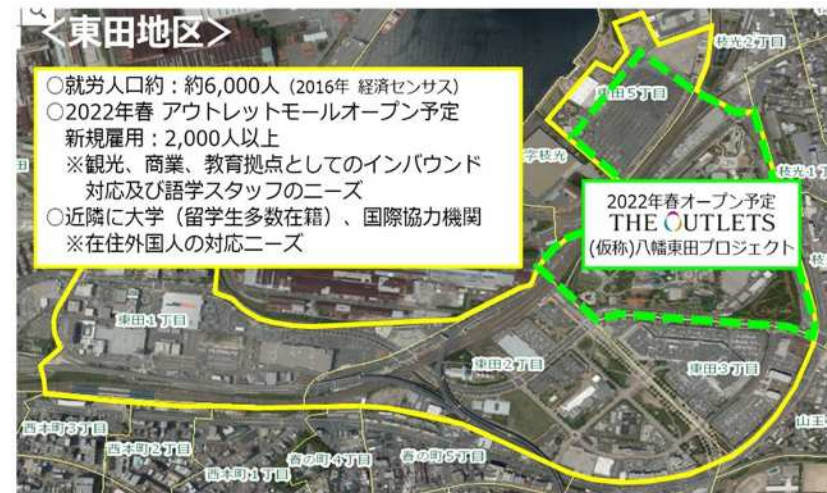 <東田地区>
○就労人口約：約6,000人 (2016年 経済センサス)
○2022年春 アウトレットモールオープン予定
新規雇用：2,000人以上
※観光、商業、教育拠点としてのインバウンド
対応及び語学スタッフのニーズ
○近隣に大学（留学生多数在籍）、国際協力機関
※在住外国人の対応ニーズ
枝光2丁目
東田5丁目
字枝光
枝光1丁
2022年春オープン予定
THE OUTLETS
(仮称)八幡東田プロジェクト
東田1丁目
東田2丁目
東田3丁目
山王
西本町3丁目
西本町2丁目
西本町1丁目
春の町4丁目
春の町5丁目